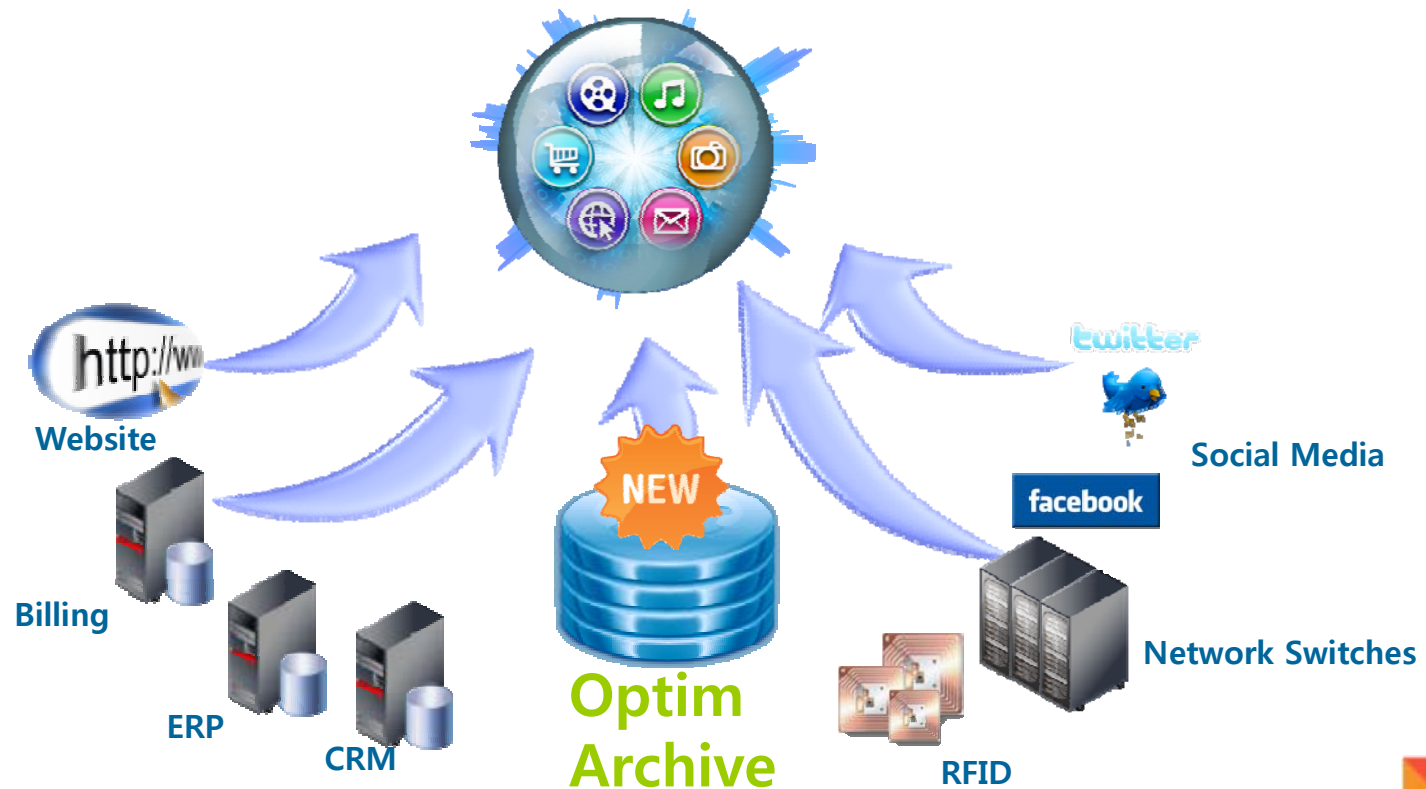 twitter
http://ww
Website
Social Media
NEW
facebook
Billing
Network Switches
ERP
Optim
CRM
Archive
RFID